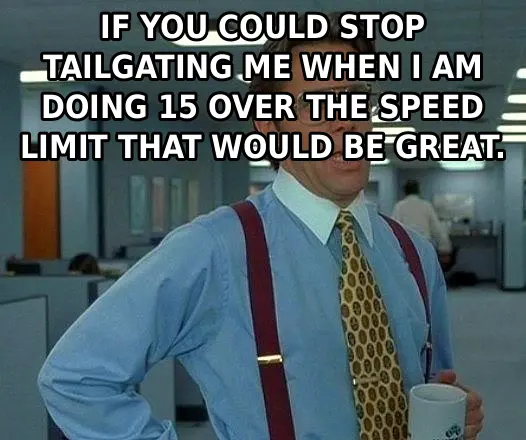 IF YOU COULD STOP
TAILGATING ME WHEN I AM
DOING 15 OVER THE SPEED
LIMIT THAT WOULD BE GREAT.